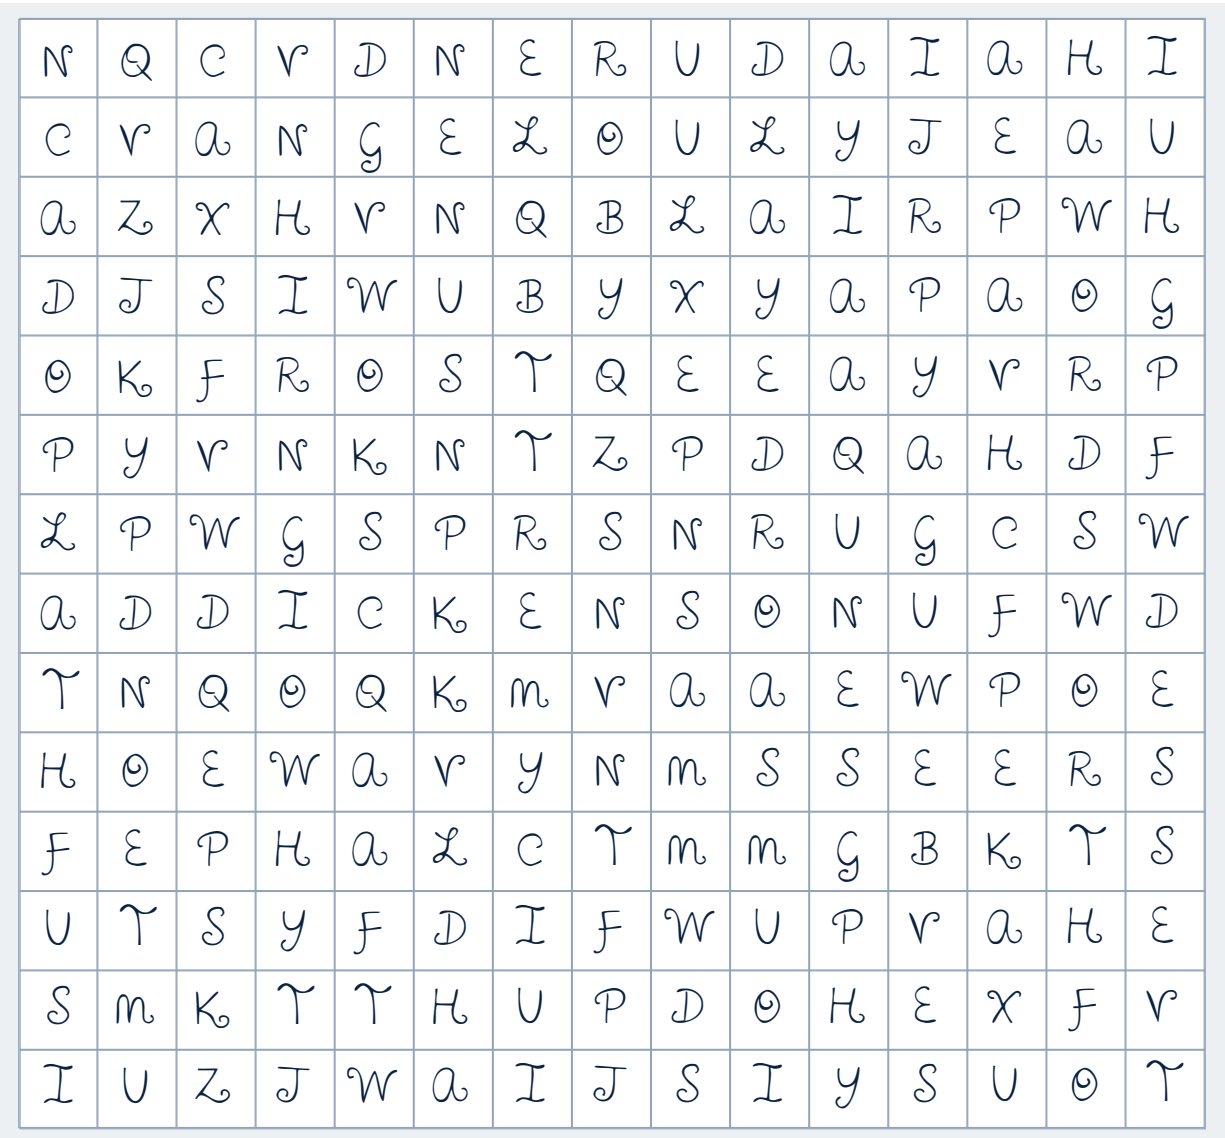 N Q C V D N E R U D A I A H I
C V A N G E L O U L Y J E A U
A Z X H V N Q B L A I R P W H
D J S I W U B Y X Y A P A O G
O K F R O S T Q E E A Y V R P
P Y V N K N T Z P D Q A H D F
L P W G S P R S N R U G C S W
A D D I C K E N S O N U F W D
T N Q O Q K M V A A E W P O E
H O E W A V Y N M S S E E R S
F E P H A L C T M M G B K T S
U T S Y F D I F W U P V A H E
S M K T T H U P D O H E X F V
I U Z J W A I J S I Y S U O T